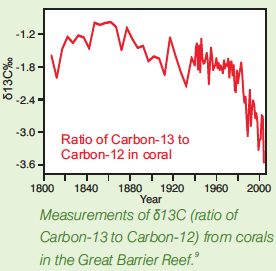 -1.2
-1.8
-2.4
-3.0
-3.6
δ13C‰
Ratio of Carbon-13 to
Carbon-12 in coral
1800 1840 1880 1920 1960 2000
Year
Measurements of δ13C (ratio of
Carbon-13 to Carbon-12) from corals
in the Great Barrier Reef.⁹